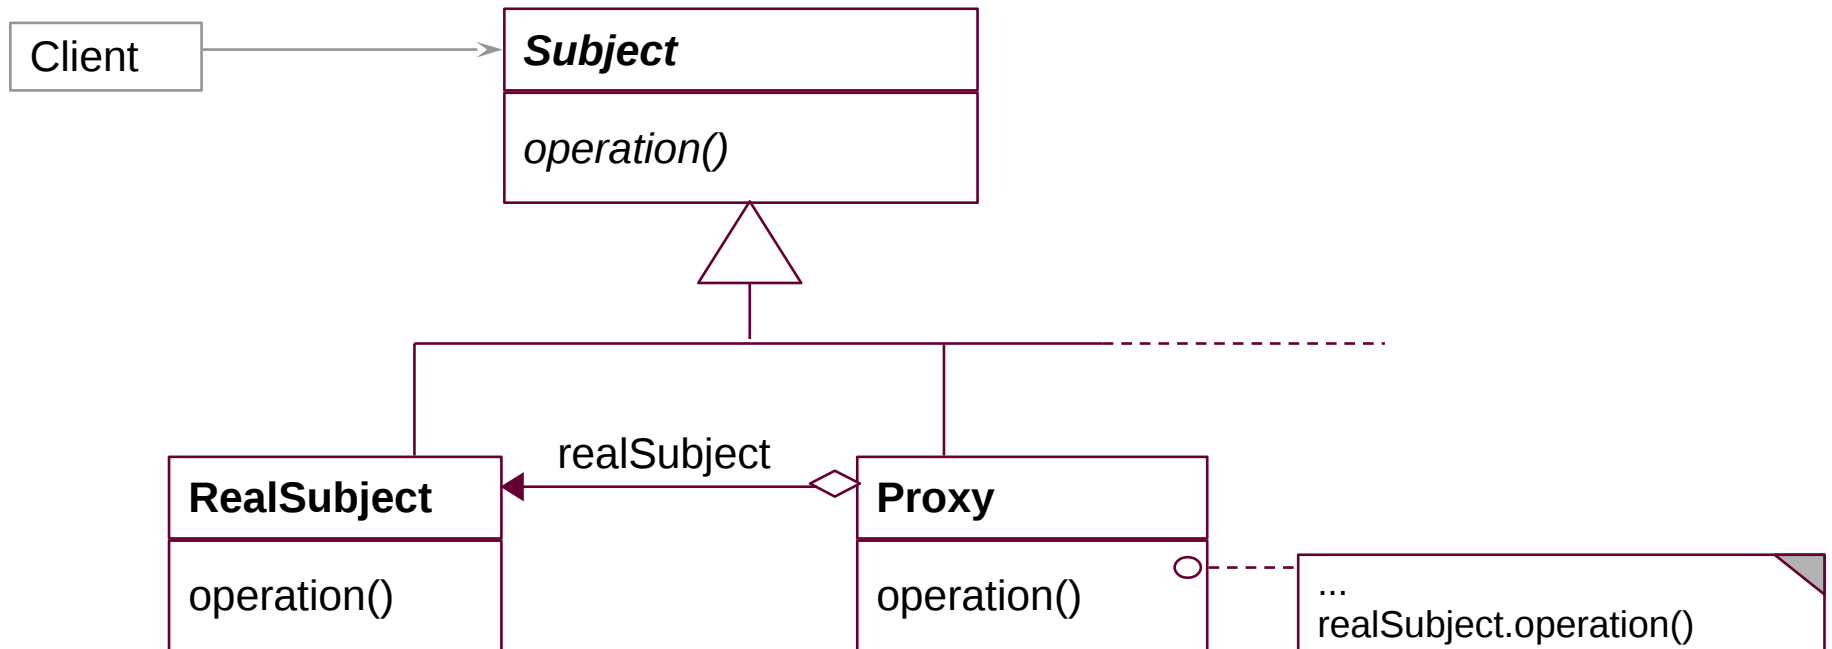 Client
Subject
operation()
realSubject
RealSubject
Proxy
operation()
operation()
...
realSubject.operation()